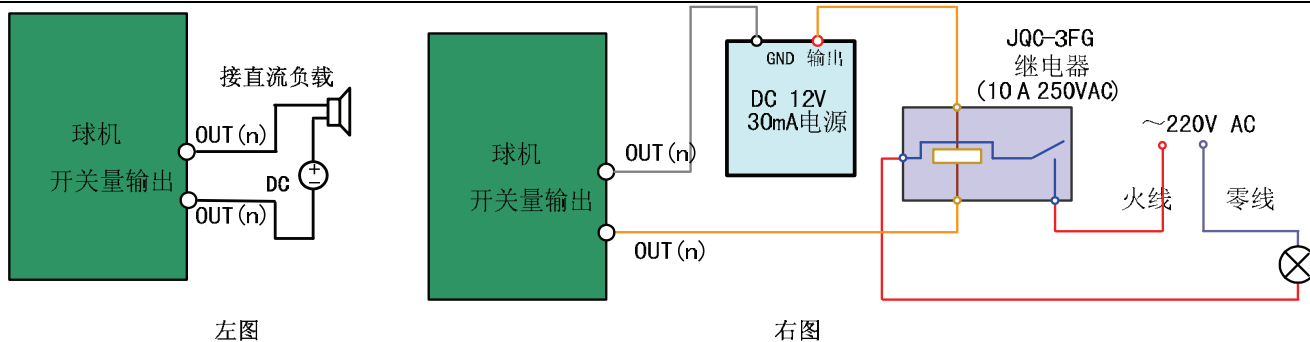 接直流负载
球机
开关量输出
OUT(n)
DC
OUT(n)
左图
球机
开关量输出
OUT(n)
OUT(n)
GND 输出
DC 12V
30mA电源
JQC-3FG
继电器
(10 A 250VAC)
～220V AC
火线
零线
右图